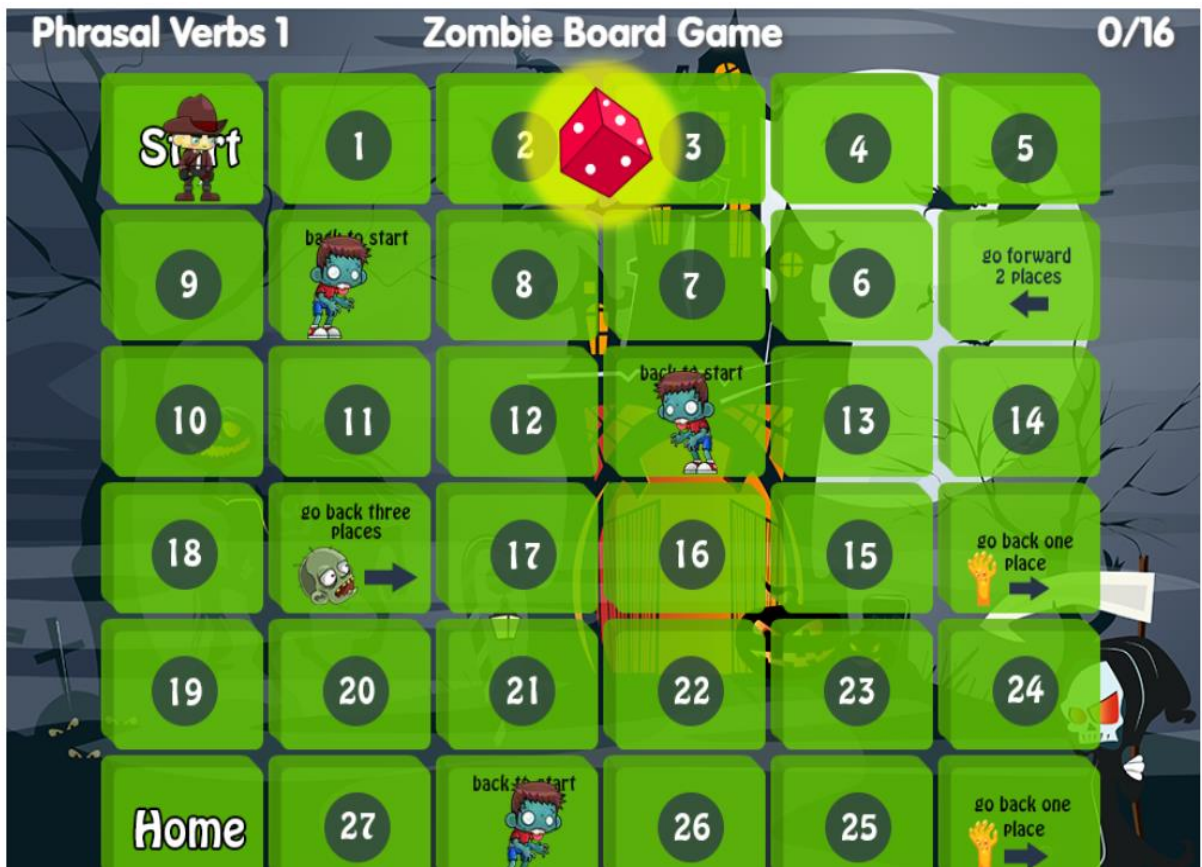 Phrasal Verbs 1 Zombie Board Game 0/16
Start 1 2 3 4 5
9 back to start 8 7 6 go forward
2 places
10 11 12 back to start 13 14
18 go back three
places 17 16 15 go back one
place
19 20 21 22 23 24
Home 27 back to start 26 25 go back one
place